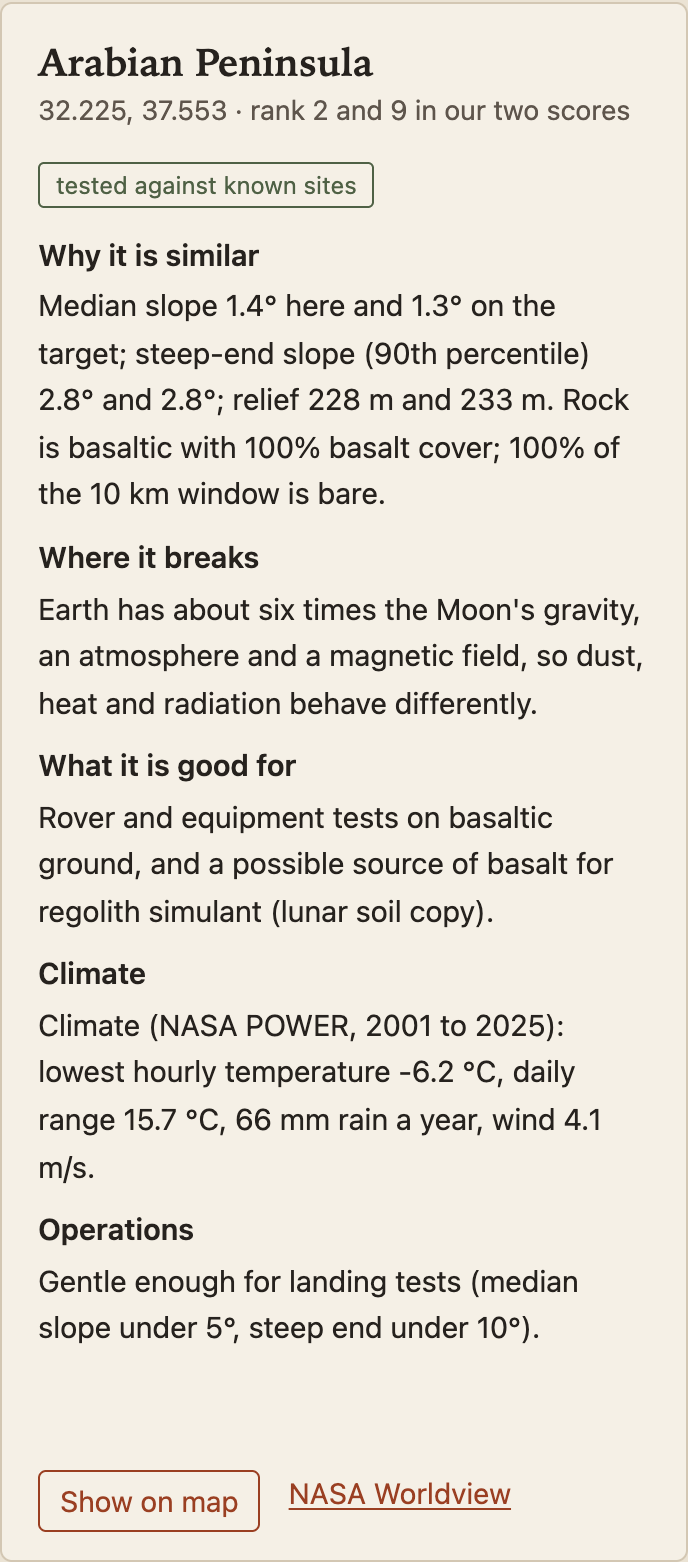 Arabian Peninsula
32.225, 37.553 · rank 2 and 9 in our two scores
tested against known sites
Why it is similar
Median slope 1.4° here and 1.3° on the
target; steep-end slope (90th percentile)
2.8° and 2.8°; relief 228 m and 233 m. Rock
is basaltic with 100% basalt cover; 100% of
the 10 km window is bare.
Where it breaks
Earth has about six times the Moon's gravity,
an atmosphere and a magnetic field, so dust,
heat and radiation behave differently.
What it is good for
Rover and equipment tests on basaltic
ground, and a possible source of basalt for
regolith simulant (lunar soil copy).
Climate
Climate (NASA POWER, 2001 to 2025):
lowest hourly temperature -6.2 °C, daily
range 15.7 °C, 66 mm rain a year, wind 4.1
m/s.
Operations
Gentle enough for landing tests (median
slope under 5°, steep end under 10°).
Show on map
NASA Worldview